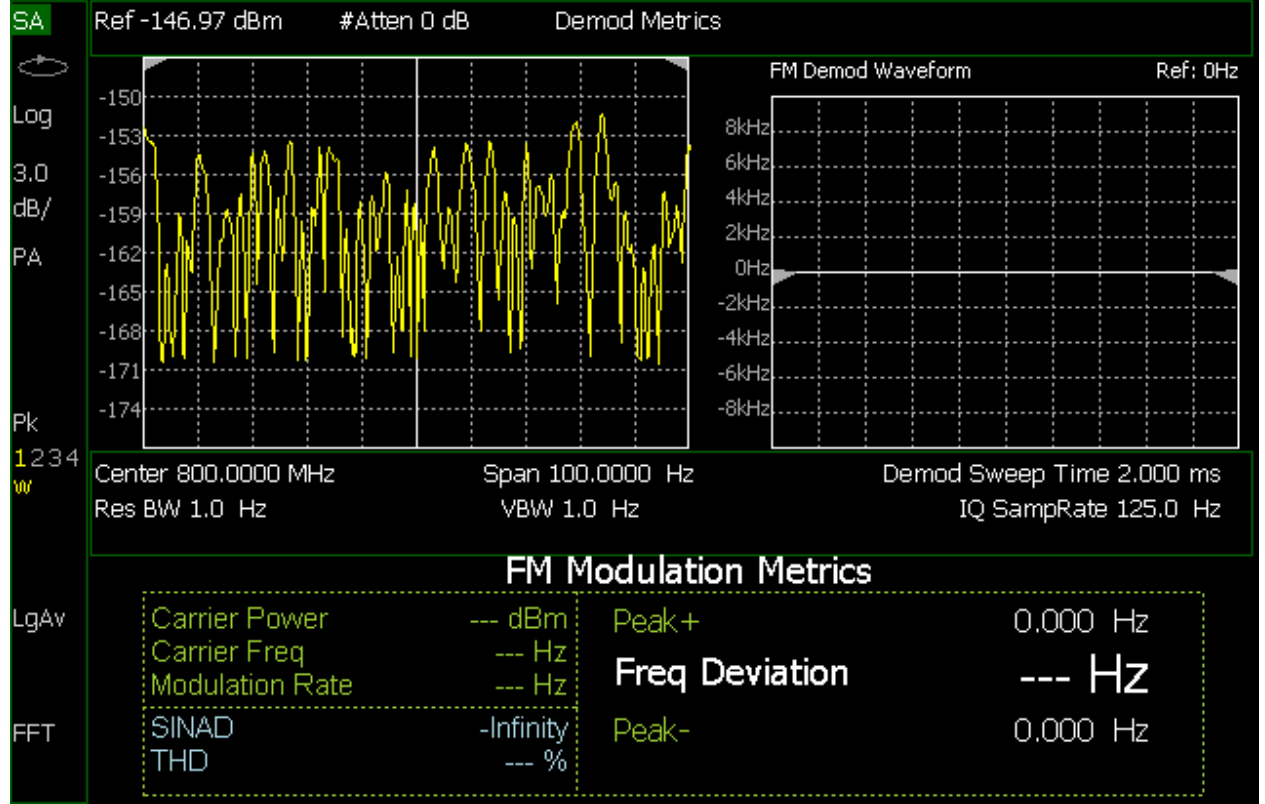 SA
Ref -146.97 dBm #Atten 0 dB Demod Metrics
Log
3.0
dB/
PA
Pk
1234
W
LgAv
FFT
-150
-153
-156
-159
-162
-165
-168
-171
-174
FM Demod Waveform Ref: 0Hz
8kHz
6kHz
4kHz
2kHz
0Hz
-2kHz
-4kHz
-6kHz
-8kHz
Center 800.0000 MHz Span 100.0000 Hz Demod Sweep Time 2.000 ms
Res BW 1.0 Hz VBW 1.0 Hz IQ SampRate 125.0 Hz
FM Modulation Metrics
Carrier Power --- dBm
Carrier Freq --- Hz
Modulation Rate --- Hz
SINAD -Infinity
THD --- %
Peak+ 0.000 Hz
Freq Deviation --- Hz
Peak- 0.000 Hz